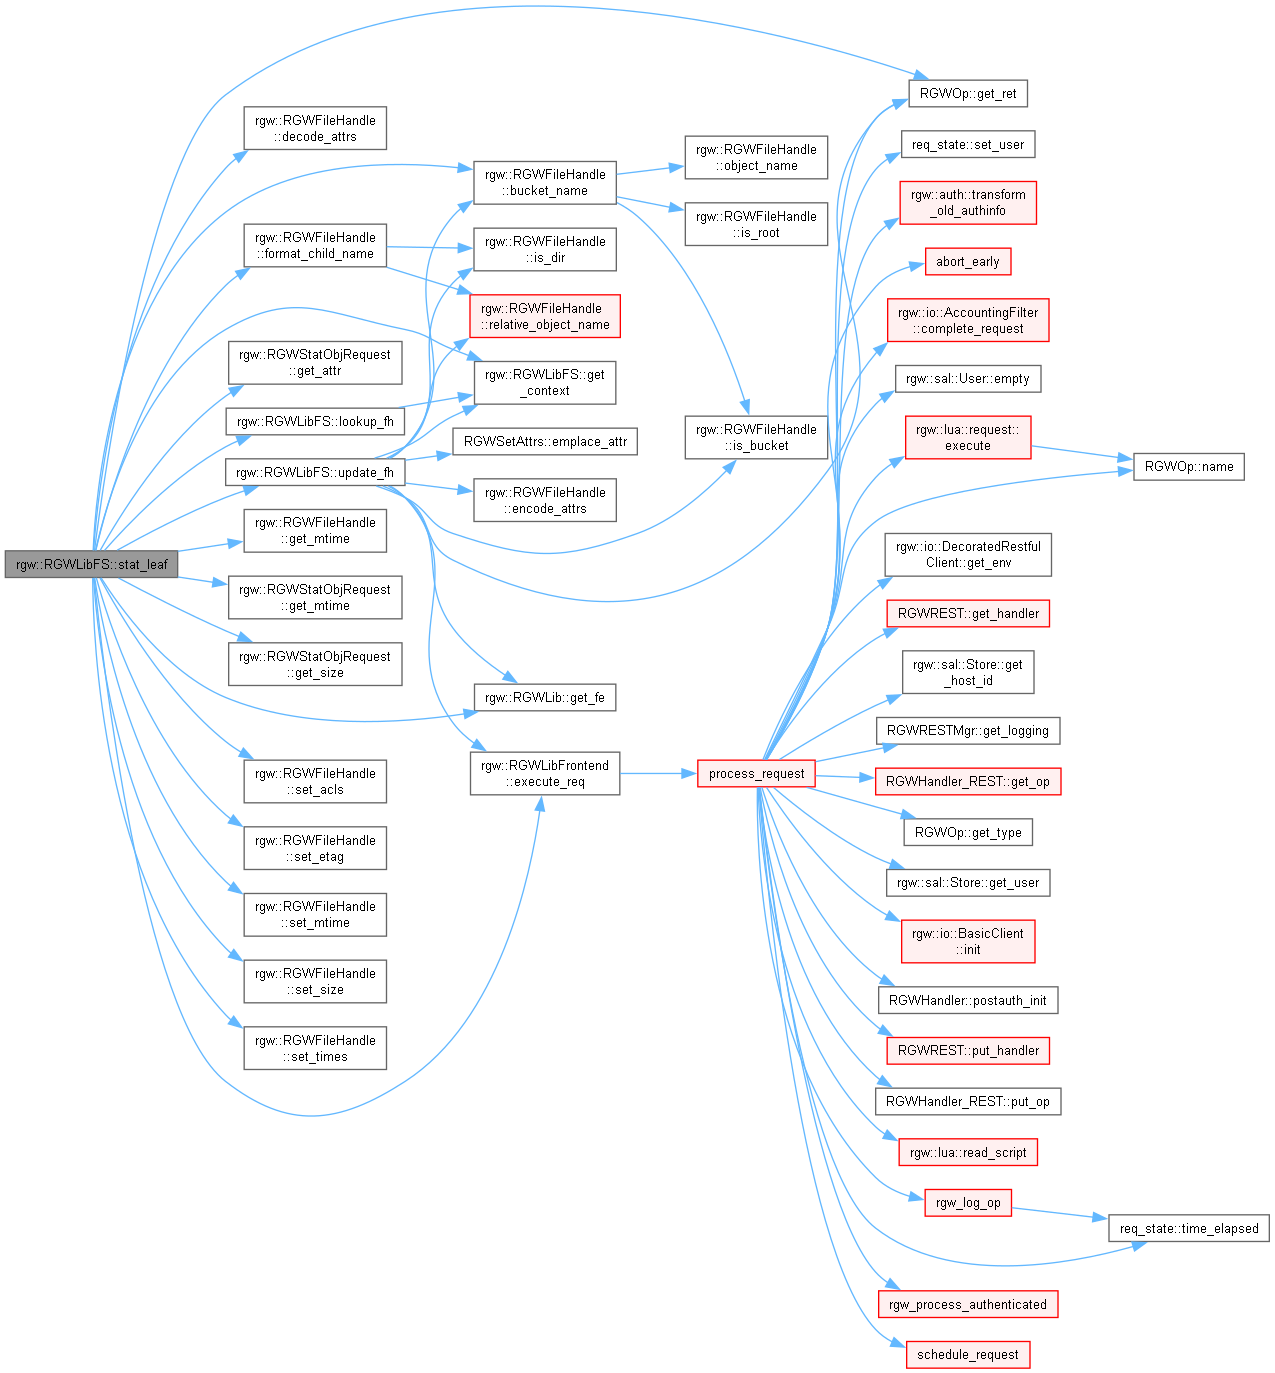 rgw::RGWLibFS::stat_leaf
rgw::RGWFileHandle
::decode_attrs
rgw::RGWFileHandle
::format_child_name
rgw::RGWStatObjRequest
::get_attr
rgw::RGWLibFS::lookup_fh
rgw::RGWLibFS::update_fh
rgw::RGWFileHandle
::get_mtime
rgw::RGWStatObjRequest
::get_mtime
rgw::RGWStatObjRequest
::get_size
rgw::RGWFileHandle
::set_acls
rgw::RGWFileHandle
::set_etag
rgw::RGWFileHandle
::set_mtime
rgw::RGWFileHandle
::set_size
rgw::RGWFileHandle
::set_times
rgw::RGWFileHandle
::bucket_name
rgw::RGWFileHandle
::is_dir
rgw::RGWFileHandle
::relative_object_name
rgw::RGWLibFS::get
_context
RGWSetAttrs::emplace_attr
rgw::RGWFileHandle
::encode_attrs
rgw::RGWLib::get_fe
rgw::RGWLibFrontend
::execute_req
rgw::RGWFileHandle
::object_name
rgw::RGWFileHandle
::is_root
rgw::RGWFileHandle
::is_bucket
process_request
RGWOp::get_ret
req_state::set_user
rgw::auth::transform
_old_authinfo
abort_early
rgw::io::AccountingFilter
::complete_request
rgw::sal::User::empty
rgw::lua::request::
execute
rgw::io::DecoratedRestful
Client::get_env
RGWREST::get_handler
rgw::sal::Store::get
_host_id
RGWRESTMgr::get_logging
RGWHandler_REST::get_op
RGWOp::get_type
rgw::sal::Store::get_user
rgw::io::BasicClient
::init
RGWHandler::postauth_init
RGWREST::put_handler
RGWHandler_REST::put_op
rgw::lua::read_script
rgw_log_op
rgw_process_authenticated
schedule_request
RGWOp::name
req_state::time_elapsed